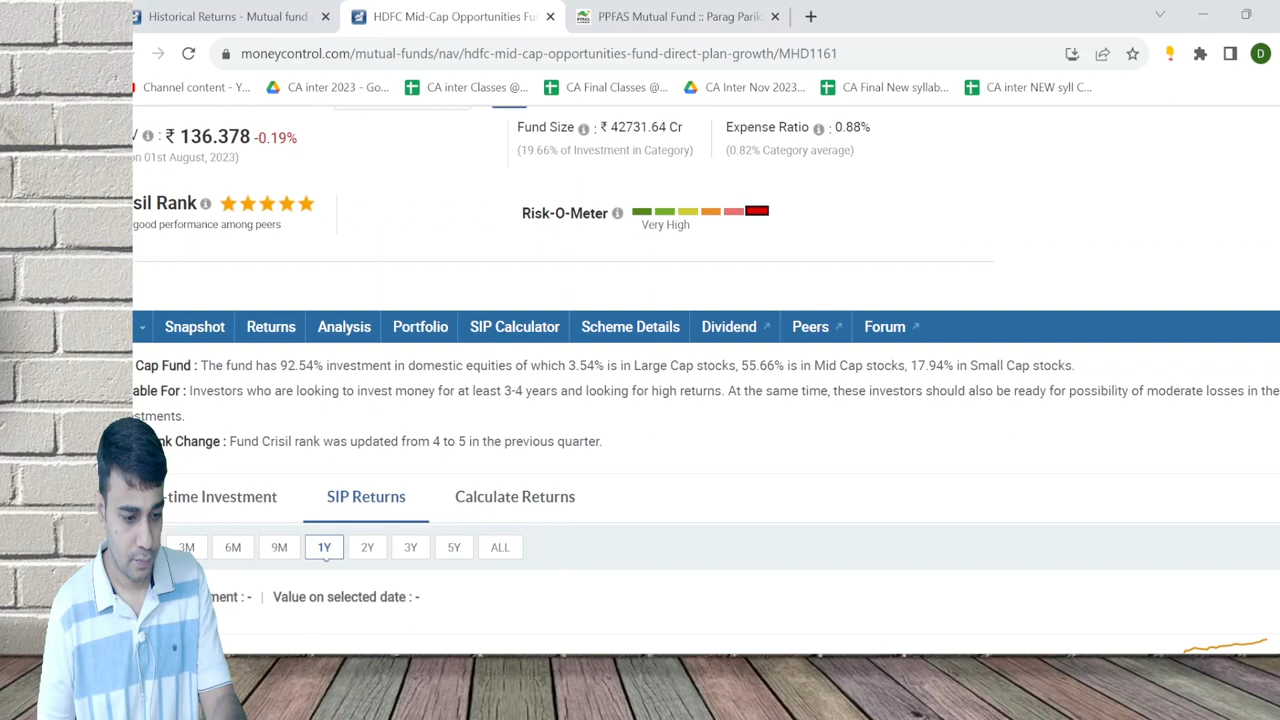 Historical Returns - Mutual fund
HDFC Mid-Cap Opportunities Fu
PPFAS Mutual Fund :: Parag Parik
moneycontrol.com/mutual-funds/nav/hdfc-mid-cap-opportunities-fund-direct-plan-growth/MHD1161
D
Channel content - Y...
CA inter 2023 - Go...
CA inter Classes @...
CA Final Classes @...
CA Inter Nov 2023...
CA Final New syllab...
CA inter NEW syll C...
: ₹ 136.378 -0.19%
on 01st August, 2023)
Fund Size : ₹ 42731.64 Cr
(19.66% of Investment in Category)
Expense Ratio : 0.88%
(0.82% Category average)
sil Rank
good performance among peers
Risk-O-Meter
Very High
Snapshot Returns Analysis Portfolio SIP Calculator Scheme Details Dividend Peers Forum
Cap Fund : The fund has 92.54% investment in domestic equities of which 3.54% is in Large Cap stocks, 55.66% is in Mid Cap stocks, 17.94% in Small Cap stocks.
able For : Investors who are looking to invest money for at least 3-4 years and looking for high returns. At the same time, these investors should also be ready for possibility of moderate losses in the
stments.
nk Change : Fund Crisil rank was updated from 4 to 5 in the previous quarter.
-time Investment SIP Returns Calculate Returns
3M 6M 9M 1Y 2Y 3Y 5Y ALL
ment : - | Value on selected date : -